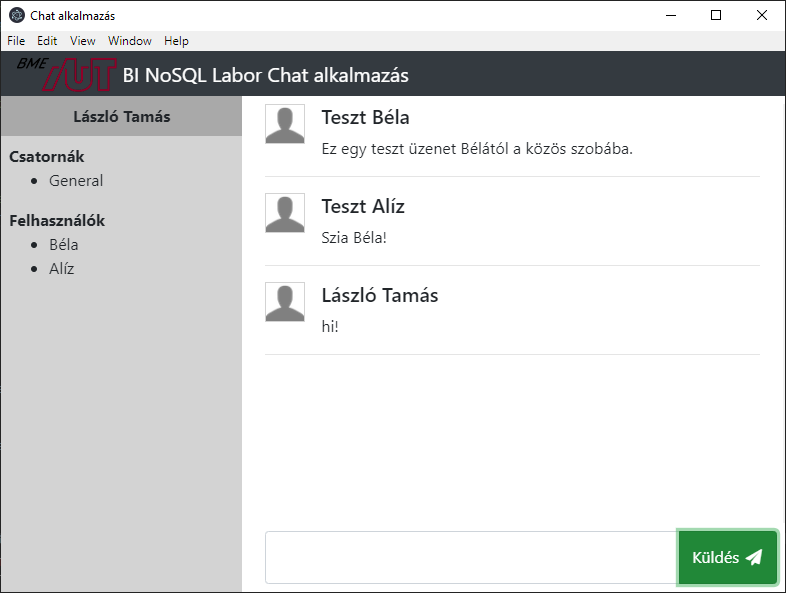 Chat alkalmazás
File Edit View Window Help
BME AUT BI NoSQL Labor Chat alkalmazás
László Tamás
Csatornák
General
Felhasználók
Béla
Alíz
Teszt Béla
Ez egy teszt üzenet Bélától a közös szobába.
Teszt Alíz
Szia Béla!
László Tamás
hi!
Küldés